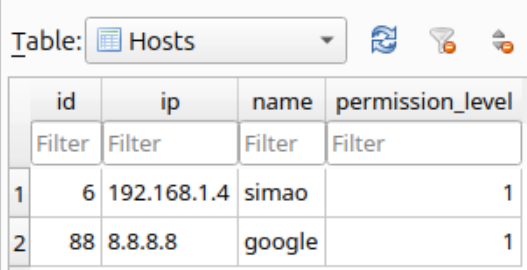 Table: Hosts
id ip name permission_level
Filter Filter Filter Filter
1 6 192.168.1.4 simao 1
2 88 8.8.8.8 google 1